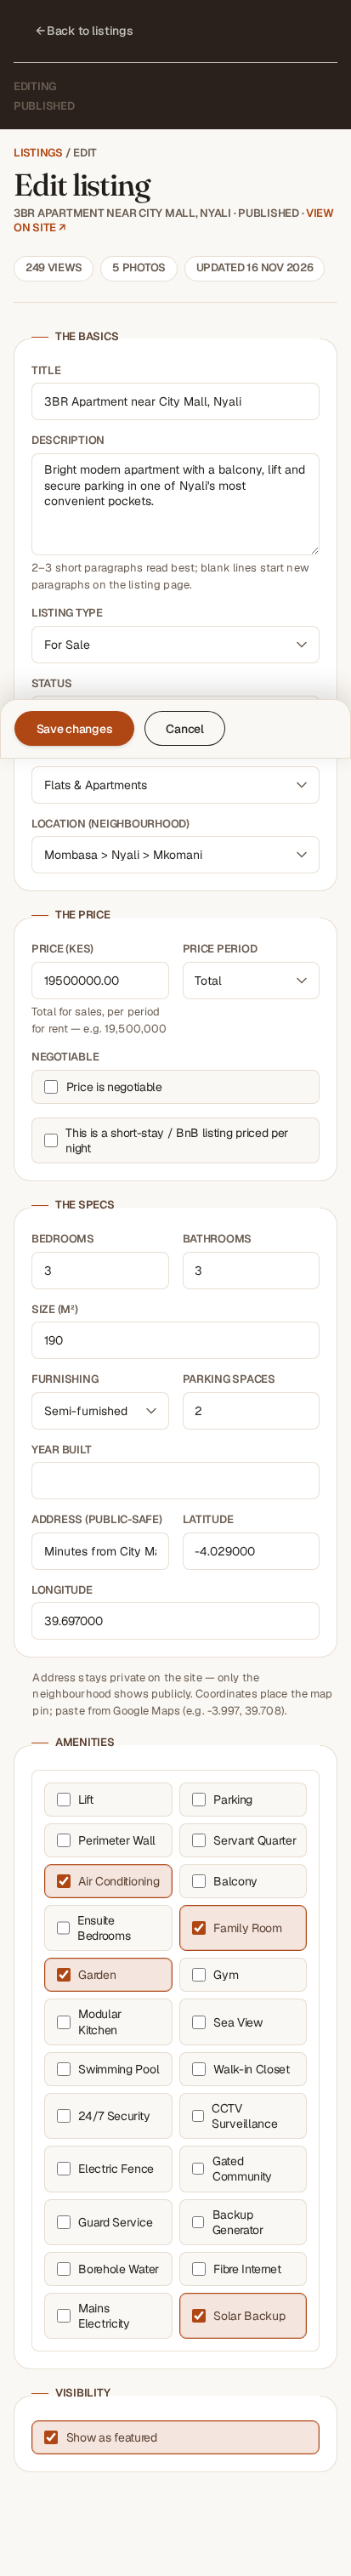 ← Back to listings
EDITING
PUBLISHED
LISTINGS / EDIT
Edit listing
3BR APARTMENT NEAR CITY MALL, NYALI · PUBLISHED · VIEW
ON SITE ↗
249 VIEWS
5 PHOTOS
UPDATED 16 NOV 2026
THE BASICS
TITLE
3BR Apartment near City Mall, Nyali
DESCRIPTION
Bright modern apartment with a balcony, lift and
secure parking in one of Nyali's most
convenient pockets.
2–3 short paragraphs read best; blank lines start new
paragraphs on the listing page.
LISTING TYPE
For Sale
STATUS
Save changes
Cancel
Flats & Apartments
LOCATION (NEIGHBOURHOOD)
Mombasa > Nyali > Mkomani
THE PRICE
PRICE (KES)
PRICE PERIOD
19500000.00
Total
Total for sales, per period
for rent — e.g. 19,500,000
NEGOTIABLE
Price is negotiable
This is a short-stay / BnB listing priced per
night
THE SPECS
BEDROOMS
BATHROOMS
3
3
SIZE (M²)
190
FURNISHING
PARKING SPACES
Semi-furnished
2
YEAR BUILT
ADDRESS (PUBLIC-SAFE)
LATITUDE
Minutes from City Ma
-4.029000
LONGITUDE
39.697000
Address stays private on the site — only the
neighbourhood shows publicly. Coordinates place the map
pin; paste from Google Maps (e.g. -3.997, 39.708).
AMENITIES
Lift
Parking
Perimeter Wall
Servant Quarter
Air Conditioning
Balcony
Ensuite
Bedrooms
Family Room
Garden
Gym
Modular
Kitchen
Sea View
Swimming Pool
Walk-in Closet
24/7 Security
CCTV
Surveillance
Electric Fence
Gated
Community
Guard Service
Backup
Generator
Borehole Water
Fibre Internet
Mains
Electricity
Solar Backup
VISIBILITY
Show as featured